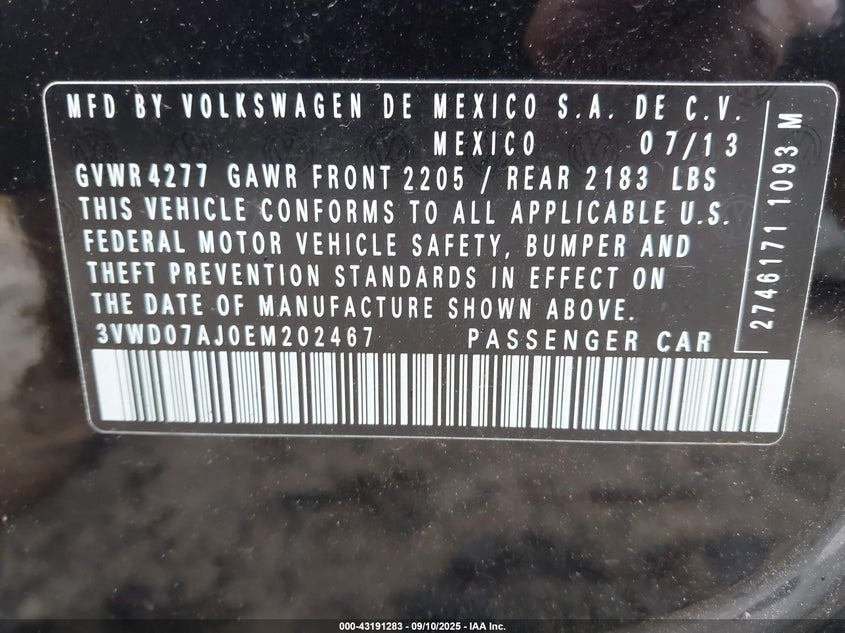 MFD BY VOLKSWAGEN DE MEXICO S.A. DE C.V.
MEXICO 07/13
GVWR 4277 GAWR FRONT 2205 / REAR 2183 LBS
THIS VEHICLE CONFORMS TO ALL APPLICABLE U.S.
FEDERAL MOTOR VEHICLE SAFETY, BUMPER AND
THEFT PREVENTION STANDARDS IN EFFECT ON
THE DATE OF MANUFACTURE SHOWN ABOVE.
3VWD07AJ0EM202467 PASSENGER CAR
2746171 1093 M
000-43191283 - 09/10/2025 - IAA Inc.